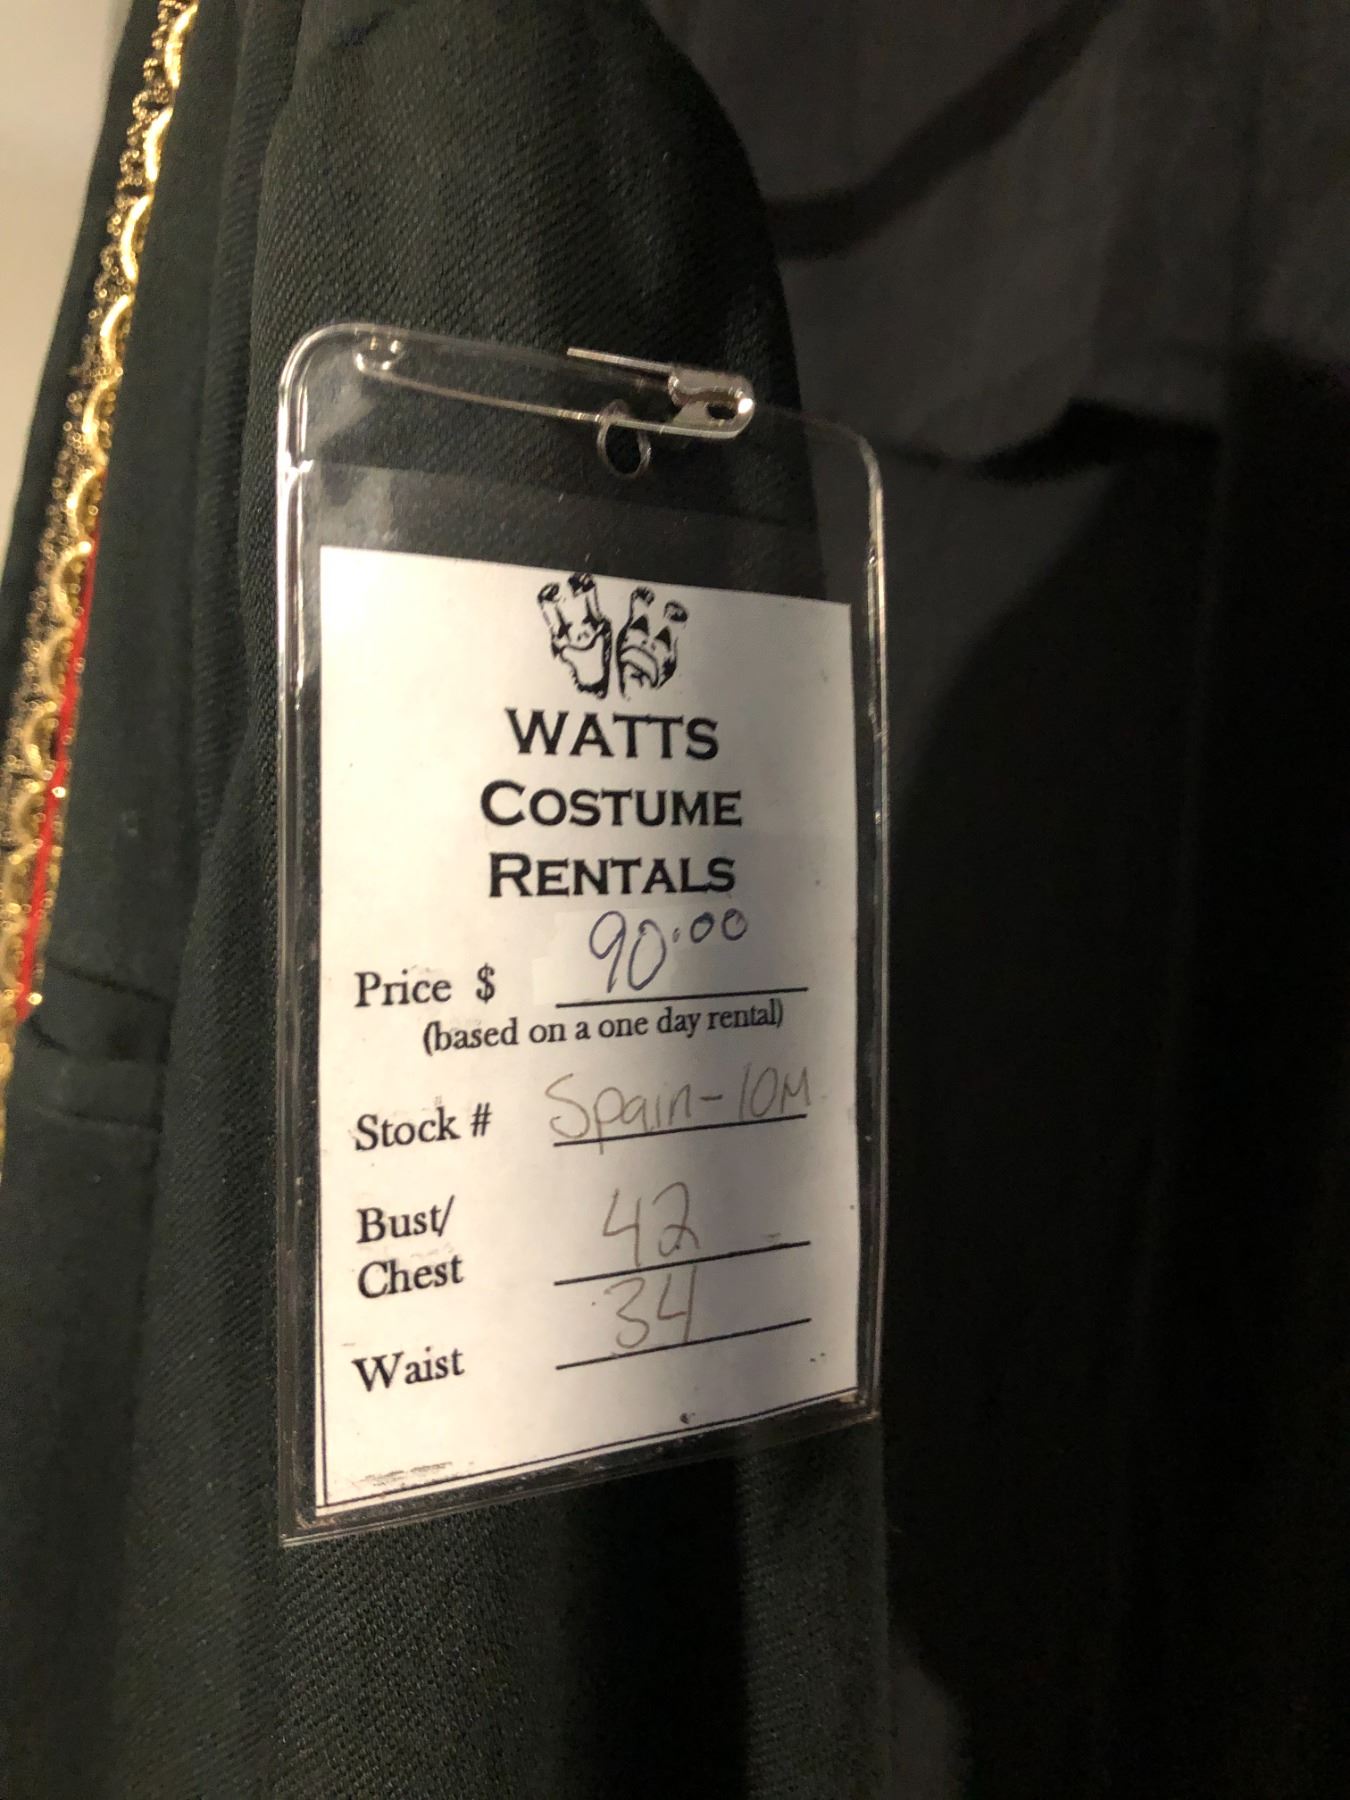 WATTS
COSTUME
RENTALS
Price $ 90.00
(based on a one day rental)
Stock # Spain-10M
Bust/
Chest 42
Waist 34